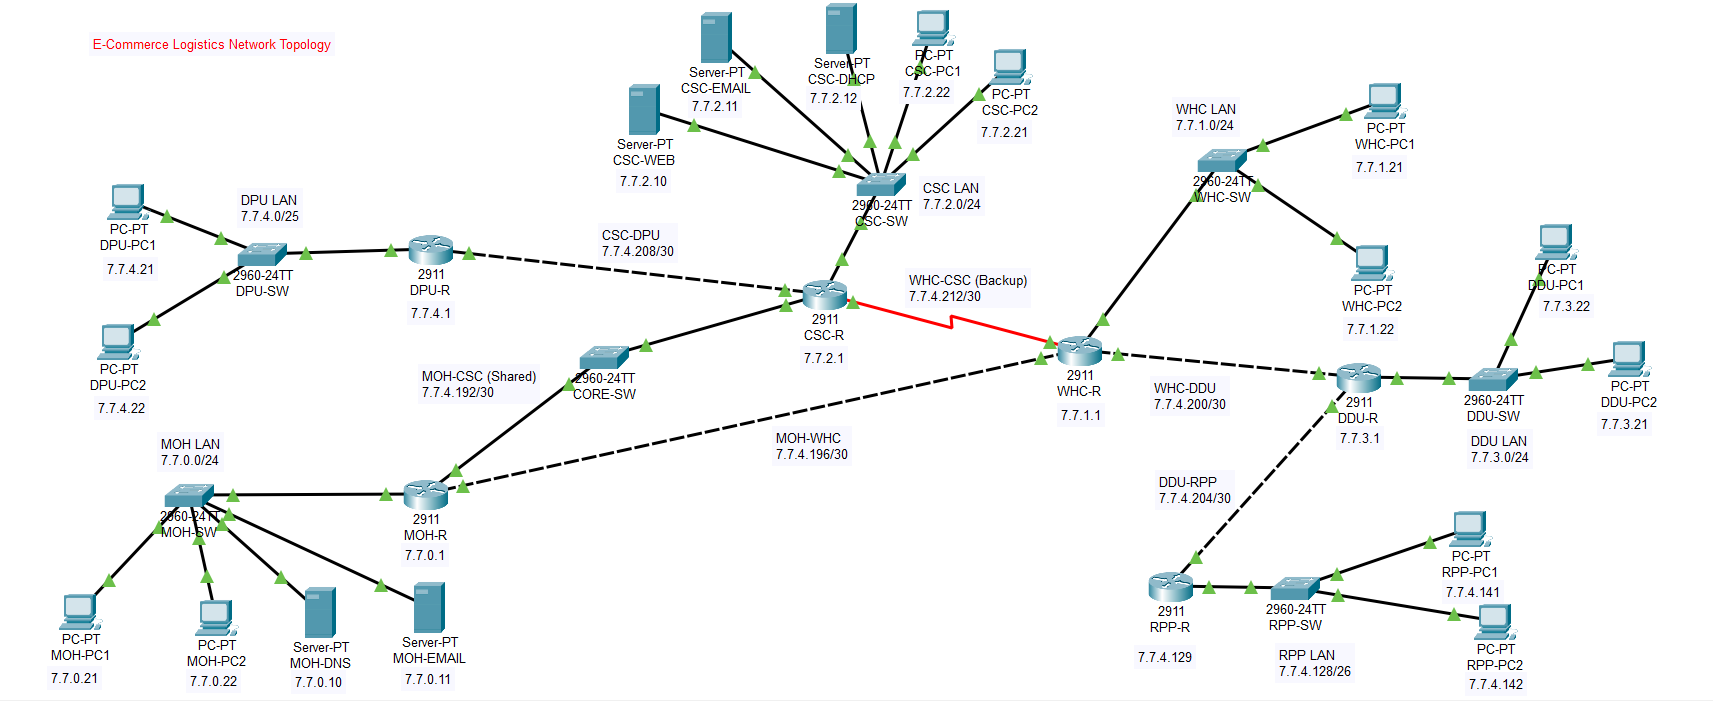 E-Commerce Logistics Network Topology
Server-PT
CSC-EMAIL
7.7.2.11
Server-PT
CSC-DHCP
7.7.2.12
PC-PT
CSC-PC1
7.7.2.22
PC-PT
CSC-PC2
7.7.2.21
Server-PT
CSC-WEB
7.7.2.10
2960-24TT
CSC-SW
CSC LAN
7.7.2.0/24
WHC LAN
7.7.1.0/24
PC-PT
WHC-PC1
7.7.1.21
2960-24TT
WHC-SW
PC-PT
WHC-PC2
7.7.1.22
DPU LAN
7.7.4.0/25
PC-PT
DPU-PC1
7.7.4.21
2960-24TT
DPU-SW
2911
DPU-R
7.7.4.1
PC-PT
DPU-PC2
7.7.4.22
CSC-DPU
7.7.4.208/30
2911
CSC-R
7.7.2.1
WHC-CSC (Backup)
7.7.4.212/30
PC-PT
DDU-PC1
7.7.3.22
2911
WHC-R
7.7.1.1
WHC-DDU
7.7.4.200/30
2911
DDU-R
7.7.3.1
2960-24TT
DDU-SW
DDU LAN
7.7.3.0/24
PC-PT
DDU-PC2
7.7.3.21
MOH-CSC (Shared)
7.7.4.192/30
2960-24TT
CORE-SW
MOH-WHC
7.7.4.196/30
MOH LAN
7.7.0.0/24
2960-24TT
MOH-SW
2911
MOH-R
7.7.0.1
DDU-RPP
7.7.4.204/30
PC-PT
MOH-PC1
7.7.0.21
PC-PT
MOH-PC2
7.7.0.22
Server-PT
MOH-DNS
7.7.0.10
Server-PT
MOH-EMAIL
7.7.0.11
2911
RPP-R
7.7.4.129
2960-24TT
RPP-SW
RPP LAN
7.7.4.128/26
PC-PT
RPP-PC1
7.7.4.141
PC-PT
RPP-PC2
7.7.4.142